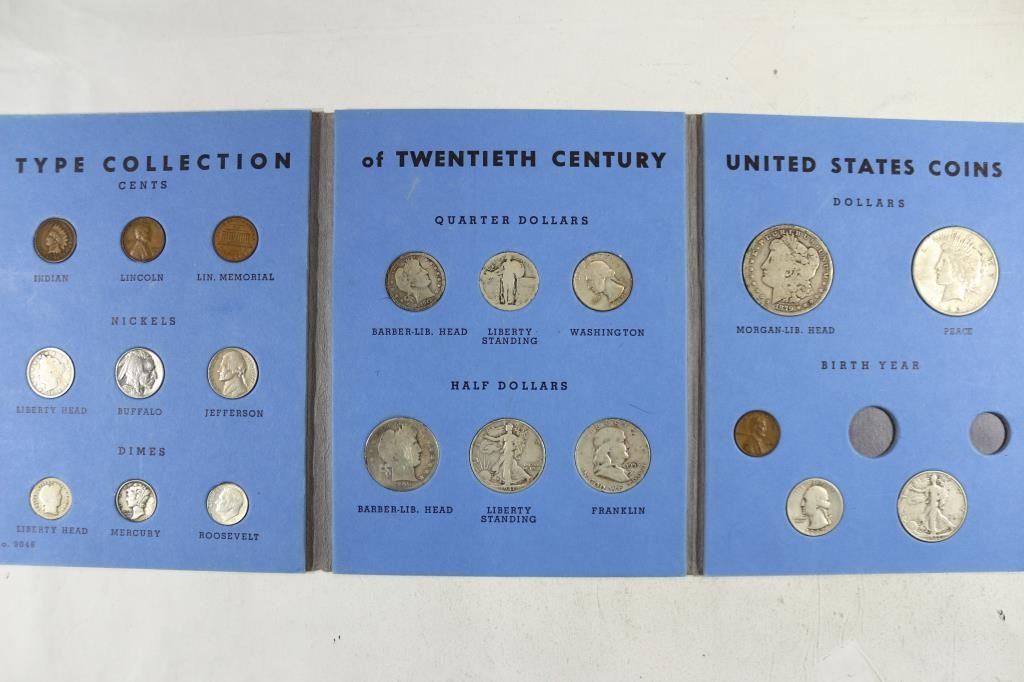 TYPE COLLECTION
CENTS
INDIAN LINCOLN LIN. MEMORIAL
NICKELS
LIBERTY HEAD BUFFALO JEFFERSON
DIMES
LIBERTY HEAD MERCURY ROOSEVELT
o. 9046
of TWENTIETH CENTURY
QUARTER DOLLARS
BARBER-LIB. HEAD LIBERTY STANDING WASHINGTON
HALF DOLLARS
BARBER-LIB. HEAD LIBERTY STANDING FRANKLIN
UNITED STATES COINS
DOLLARS
MORGAN-LIB. HEAD PEACE
BIRTH YEAR